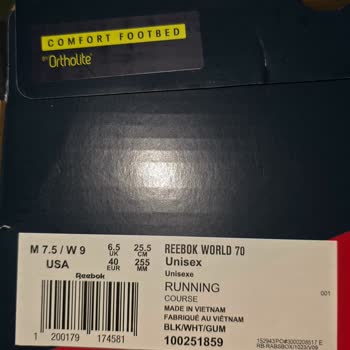 COMFORT FOOTBED
BY Ortholite
M 7.5 / W 9
USA
6.5
UK
40
EUR
25.5
CM
255
MM
REEBOK WORLD 70
Unisex
Unisexe
RUNNING
COURSE
MADE IN VIETNAM
FABRIQUÉ AU VIÊTNAM
BLK/WHT/GUM
100251859
001
Reebok
1 200179 174581